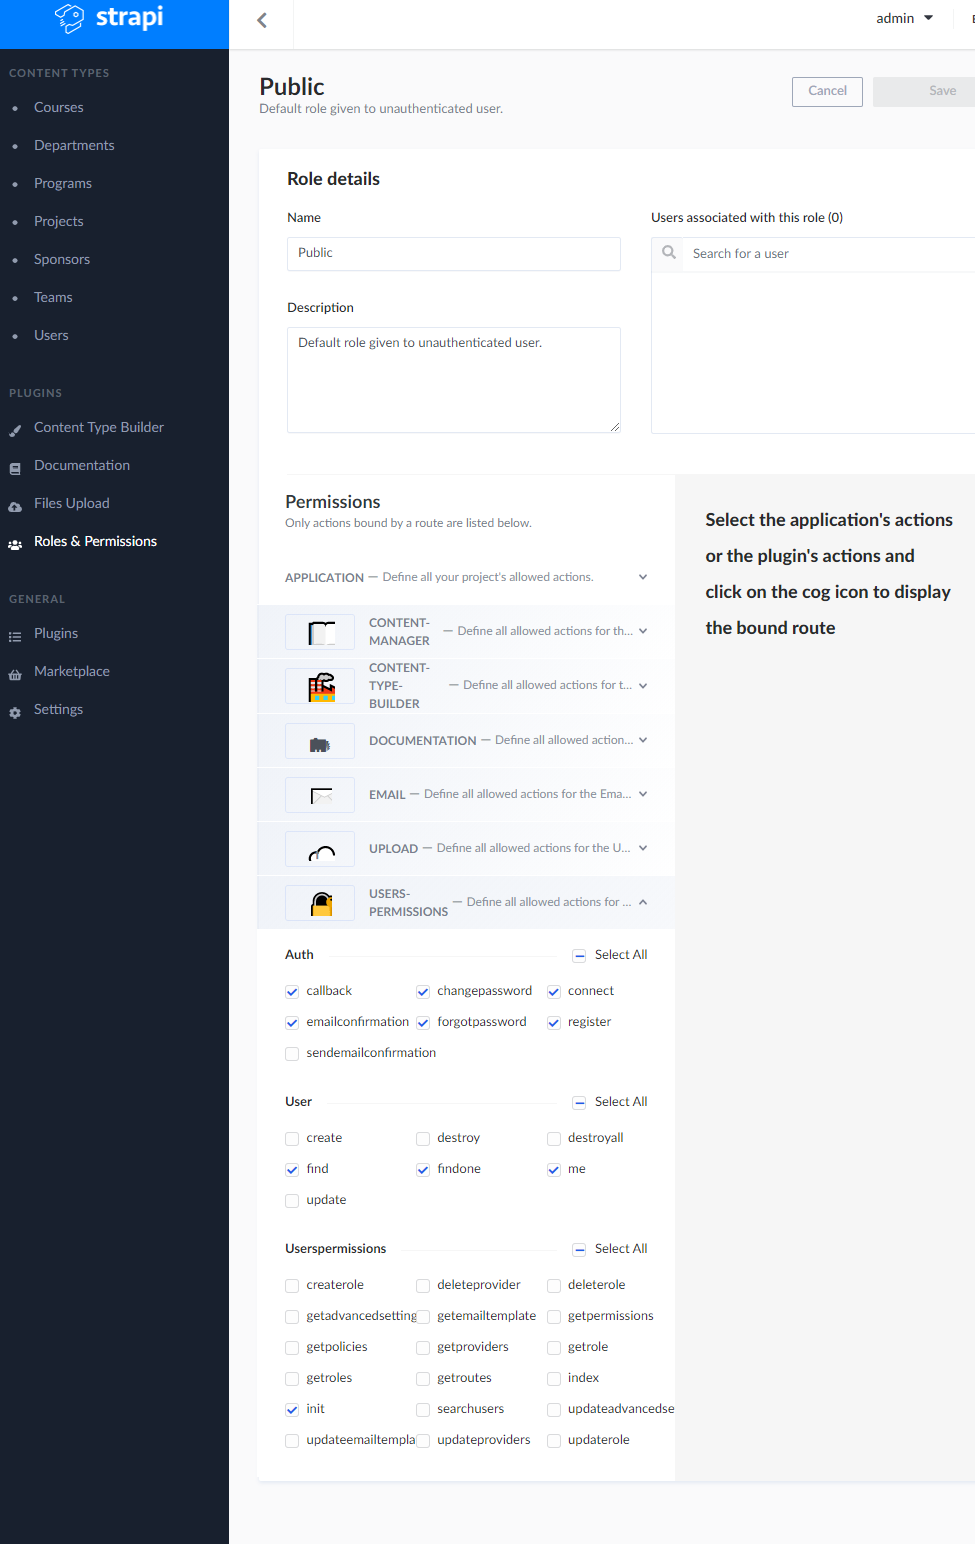 strapi
admin
CONTENT TYPES
Courses
Departments
Programs
Projects
Sponsors
Teams
Users
PLUGINS
Content Type Builder
Documentation
Files Upload
Roles & Permissions
GENERAL
Plugins
Marketplace
Settings
Public
Default role given to unauthenticated user.
Cancel
Save
Role details
Name
Public
Description
Default role given to unauthenticated user.
Users associated with this role (0)
Search for a user
Permissions
Only actions bound by a route are listed below.
APPLICATION — Define all your project's allowed actions.
CONTENT-
MANAGER — Define all allowed actions for th...
CONTENT-
TYPE-
BUILDER — Define all allowed actions for t...
DOCUMENTATION — Define all allowed action...
EMAIL — Define all allowed actions for the Ema...
UPLOAD — Define all allowed actions for the U...
USERS-
PERMISSIONS — Define all allowed actions for ...
Auth Select All
callback changepassword connect
emailconfirmation forgotpassword register
sendemailconfirmation
User Select All
create destroy destroyall
find findone me
update
Userspermissions Select All
createrole deleteprovider deleterole
getadvancedsetting getemailtemplate getpermissions
getpolicies getproviders getrole
getroles getroutes index
init searchusers updateadvancedse
updateemailtempla updateproviders updaterole
Select the application's actions
or the plugin's actions and
click on the cog icon to display
the bound route